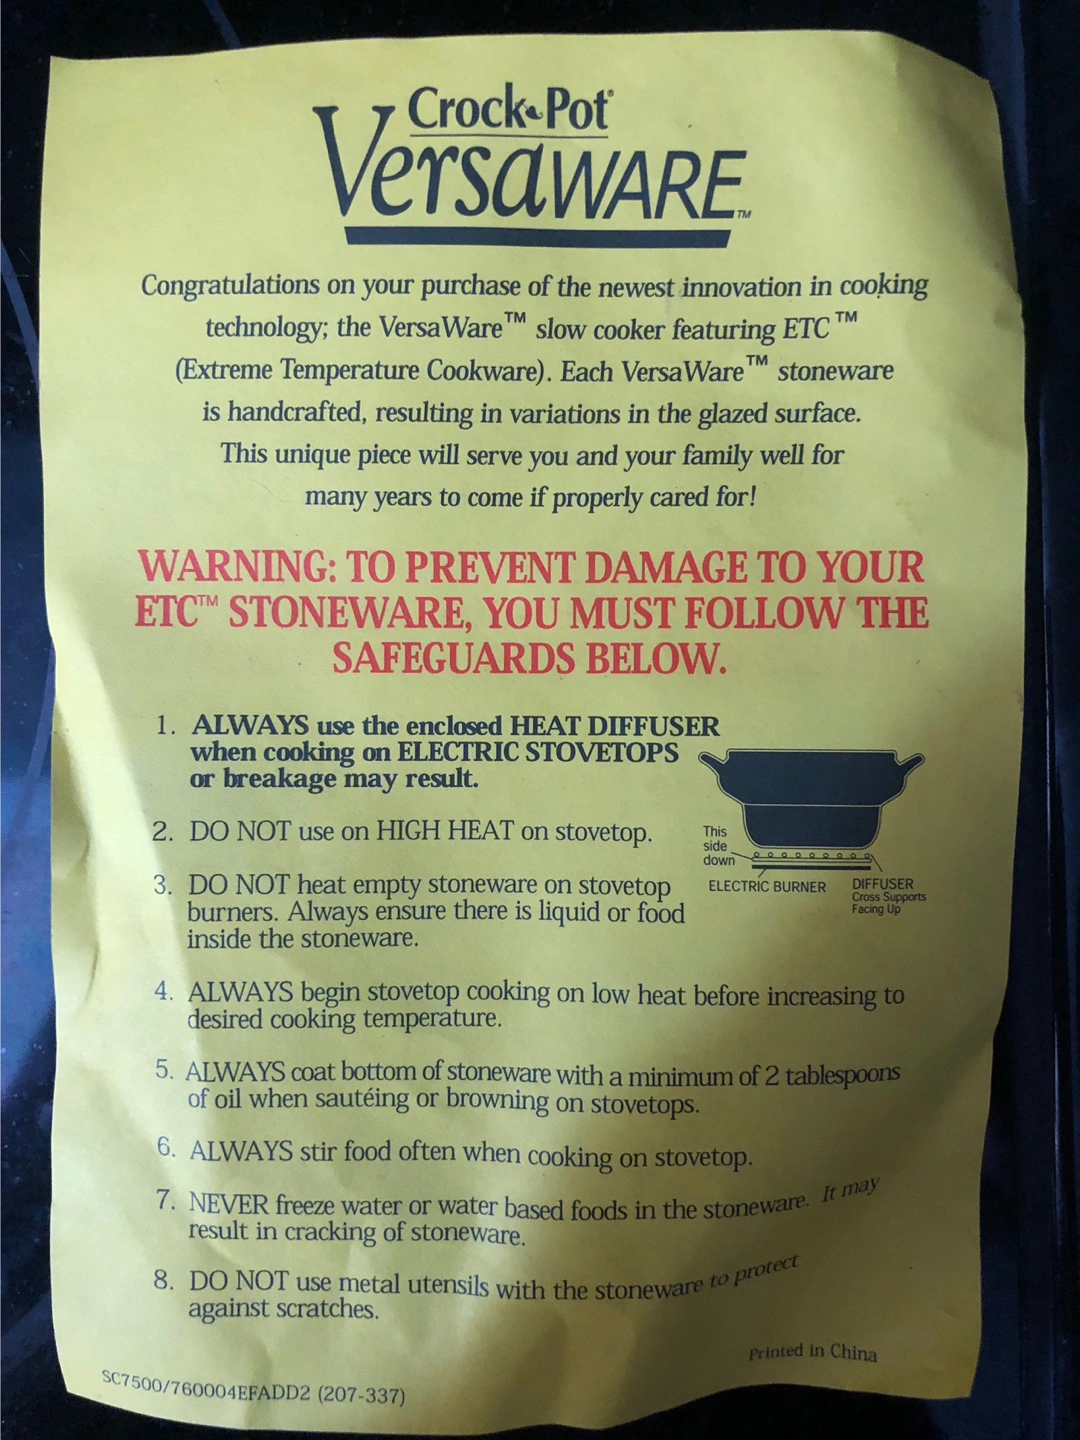 Crock•Pot®
VersaWARE™
Congratulations on your purchase of the newest innovation in cooking
technology; the VersaWare™ slow cooker featuring ETC™
(Extreme Temperature Cookware). Each VersaWare™ stoneware
is handcrafted, resulting in variations in the glazed surface.
This unique piece will serve you and your family well for
many years to come if properly cared for!
WARNING: TO PREVENT DAMAGE TO YOUR
ETC™ STONEWARE, YOU MUST FOLLOW THE
SAFEGUARDS BELOW.
1. ALWAYS use the enclosed HEAT DIFFUSER
when cooking on ELECTRIC STOVETOPS
or breakage may result.
2. DO NOT use on HIGH HEAT on stovetop.
3. DO NOT heat empty stoneware on stovetop
burners. Always ensure there is liquid or food
inside the stoneware.
This
side
down
ELECTRIC BURNER
DIFFUSER
Cross Supports
Facing Up
4. ALWAYS begin stovetop cooking on low heat before increasing to
desired cooking temperature.
5. ALWAYS coat bottom of stoneware with a minimum of 2 tablespoons
of oil when sautéing or browning on stovetops.
6. ALWAYS stir food often when cooking on stovetop.
7. NEVER freeze water or water based foods in the stoneware. It may
result in cracking of stoneware.
8. DO NOT use metal utensils with the stoneware to protect
against scratches.
Printed in China
SC7500/760004EFADD2 (207-337)